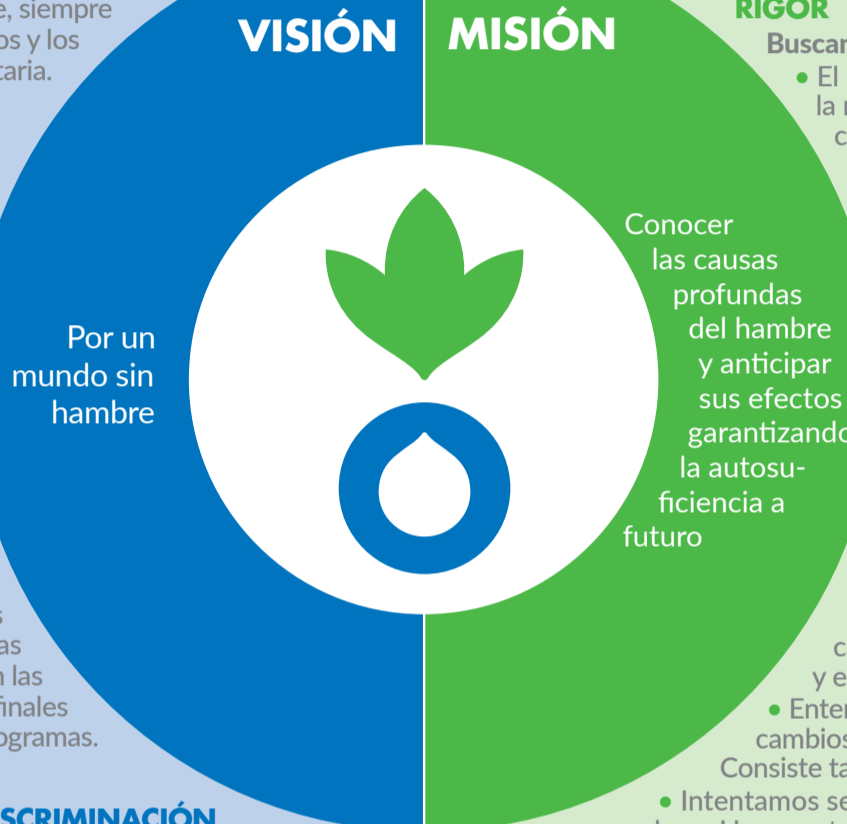 e, siempre
os y los
taria.
VISIÓN
MISIÓN
RIGOR
Buscar
• El
la
Por un
mundo sin
hambre
Conocer
las causas
profundas
del hambre
y anticipar
sus efectos
garantizando
la autosu-
ficiencia a
futuro
as
las
finales
ogramas.
SCRIMINACIÓN
c
y e
• Enter
cambios
Consiste ta
• Intentamos se